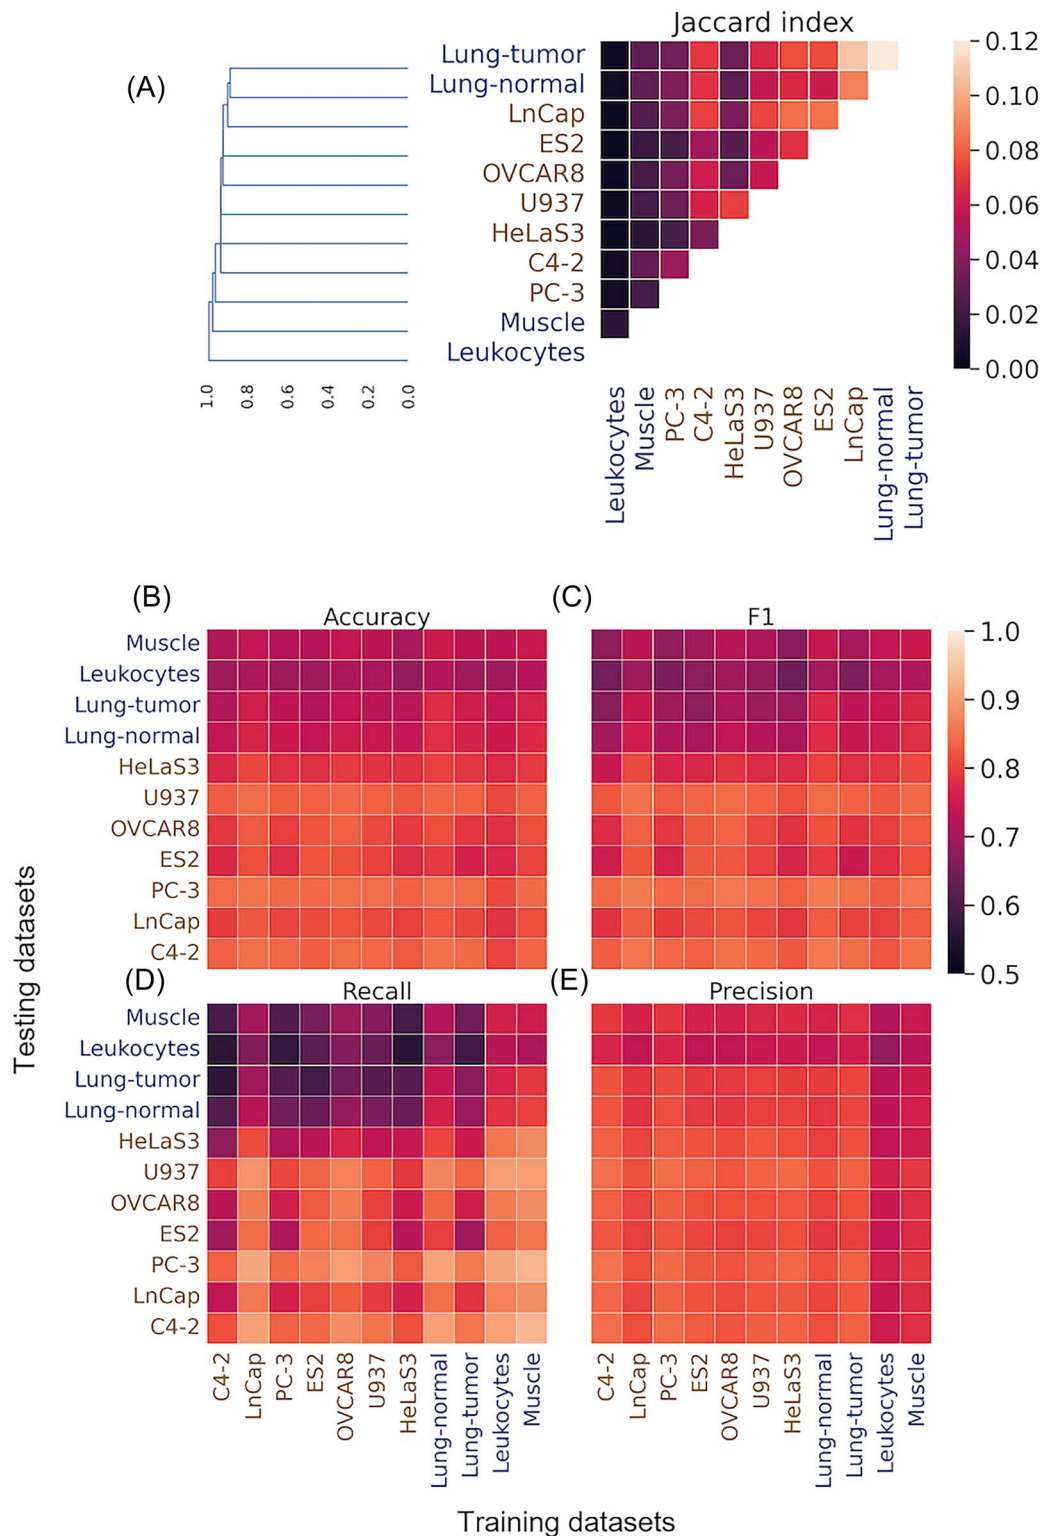 Jaccard index
(A)
Lung-tumor
Lung-normal
LnCap
ES2
OVCAR8
U937
HeLaS3
C4-2
PC-3
Muscle
Leukocytes
0.12
0.10
0.08
0.06
0.04
0.02
0.00
1.0
0.8
0.6
0.4
0.2
0.0
Leukocytes
Muscle
PC-3
C4-2
HeLaS3
U937
OVCAR8
ES2
LnCap
Lung-normal
Lung-tumor
(B)
Accuracy
(C)
F1
Muscle
Leukocytes
Lung-tumor
Lung-normal
HeLaS3
U937
OVCAR8
ES2
PC-3
LnCap
C4-2
1.0
0.9
0.8
0.7
0.6
0.5
Testing datasets
(D)
Recall
(E)
Precision
Muscle
Leukocytes
Lung-tumor
Lung-normal
HeLaS3
U937
OVCAR8
ES2
PC-3
LnCap
C4-2
C4-2
LnCap
PC-3
ES2
OVCAR8
U937
HeLaS3
Lung-normal
Lung-tumor
Leukocytes
Muscle
C4-2
LnCap
PC-3
ES2
OVCAR8
U937
HeLaS3
Lung-normal
Lung-tumor
Leukocytes
Muscle
Training datasets